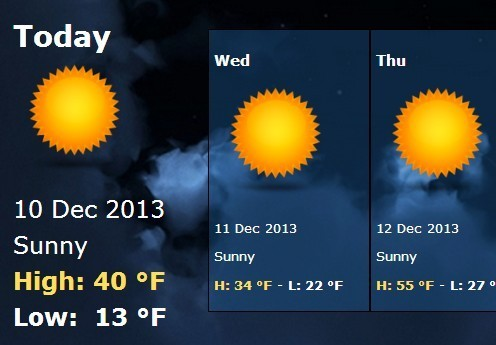 Today
10 Dec 2013
Sunny
High: 40 °F
Low: 13 °F
Wed
11 Dec 2013
Sunny
H: 34 °F - L: 22 °F
Thu
12 Dec 2013
Sunny
H: 55 °F - L: 27 °